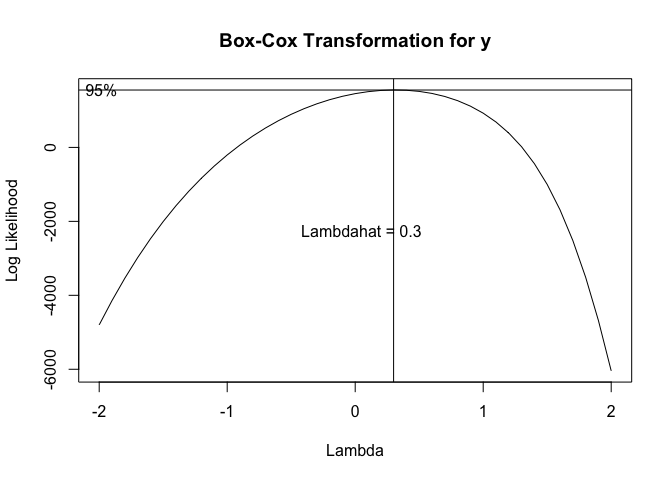 Box-Cox Transformation for y
95%
Log Likelihood
0
-2000
-4000
-6000
Lambdahat = 0.3
-2 -1 0 1 2
Lambda